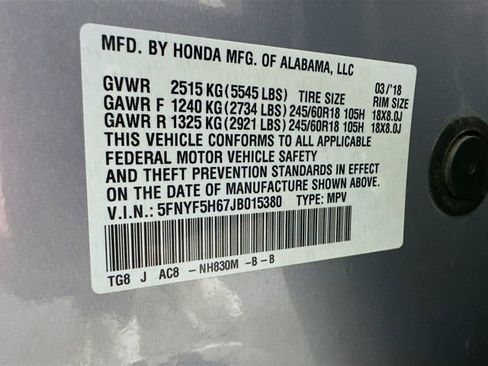 MFD. BY HONDA MFG. OF ALABAMA, LLC
03/'18
GVWR 2515 KG(5545 LBS) TIRE SIZE RIM SIZE
GAWR F 1240 KG(2734 LBS)245/60R18 105H 18X8.0J
GAWR R 1325 KG(2921 LBS)245/60R18 105H 18X8.0J
THIS VEHICLE CONFORMS TO ALL APPLICABLE
FEDERAL MOTOR VEHICLE SAFETY
AND THEFT PREVENTION STANDARDS IN EFFECT ON
THE DATE OF MANUFACTURE SHOWN ABOVE.
V.I.N.: 5FNYF5H67JB015380 TYPE: MPV
TG8 J AC8 -NH830M -B -B